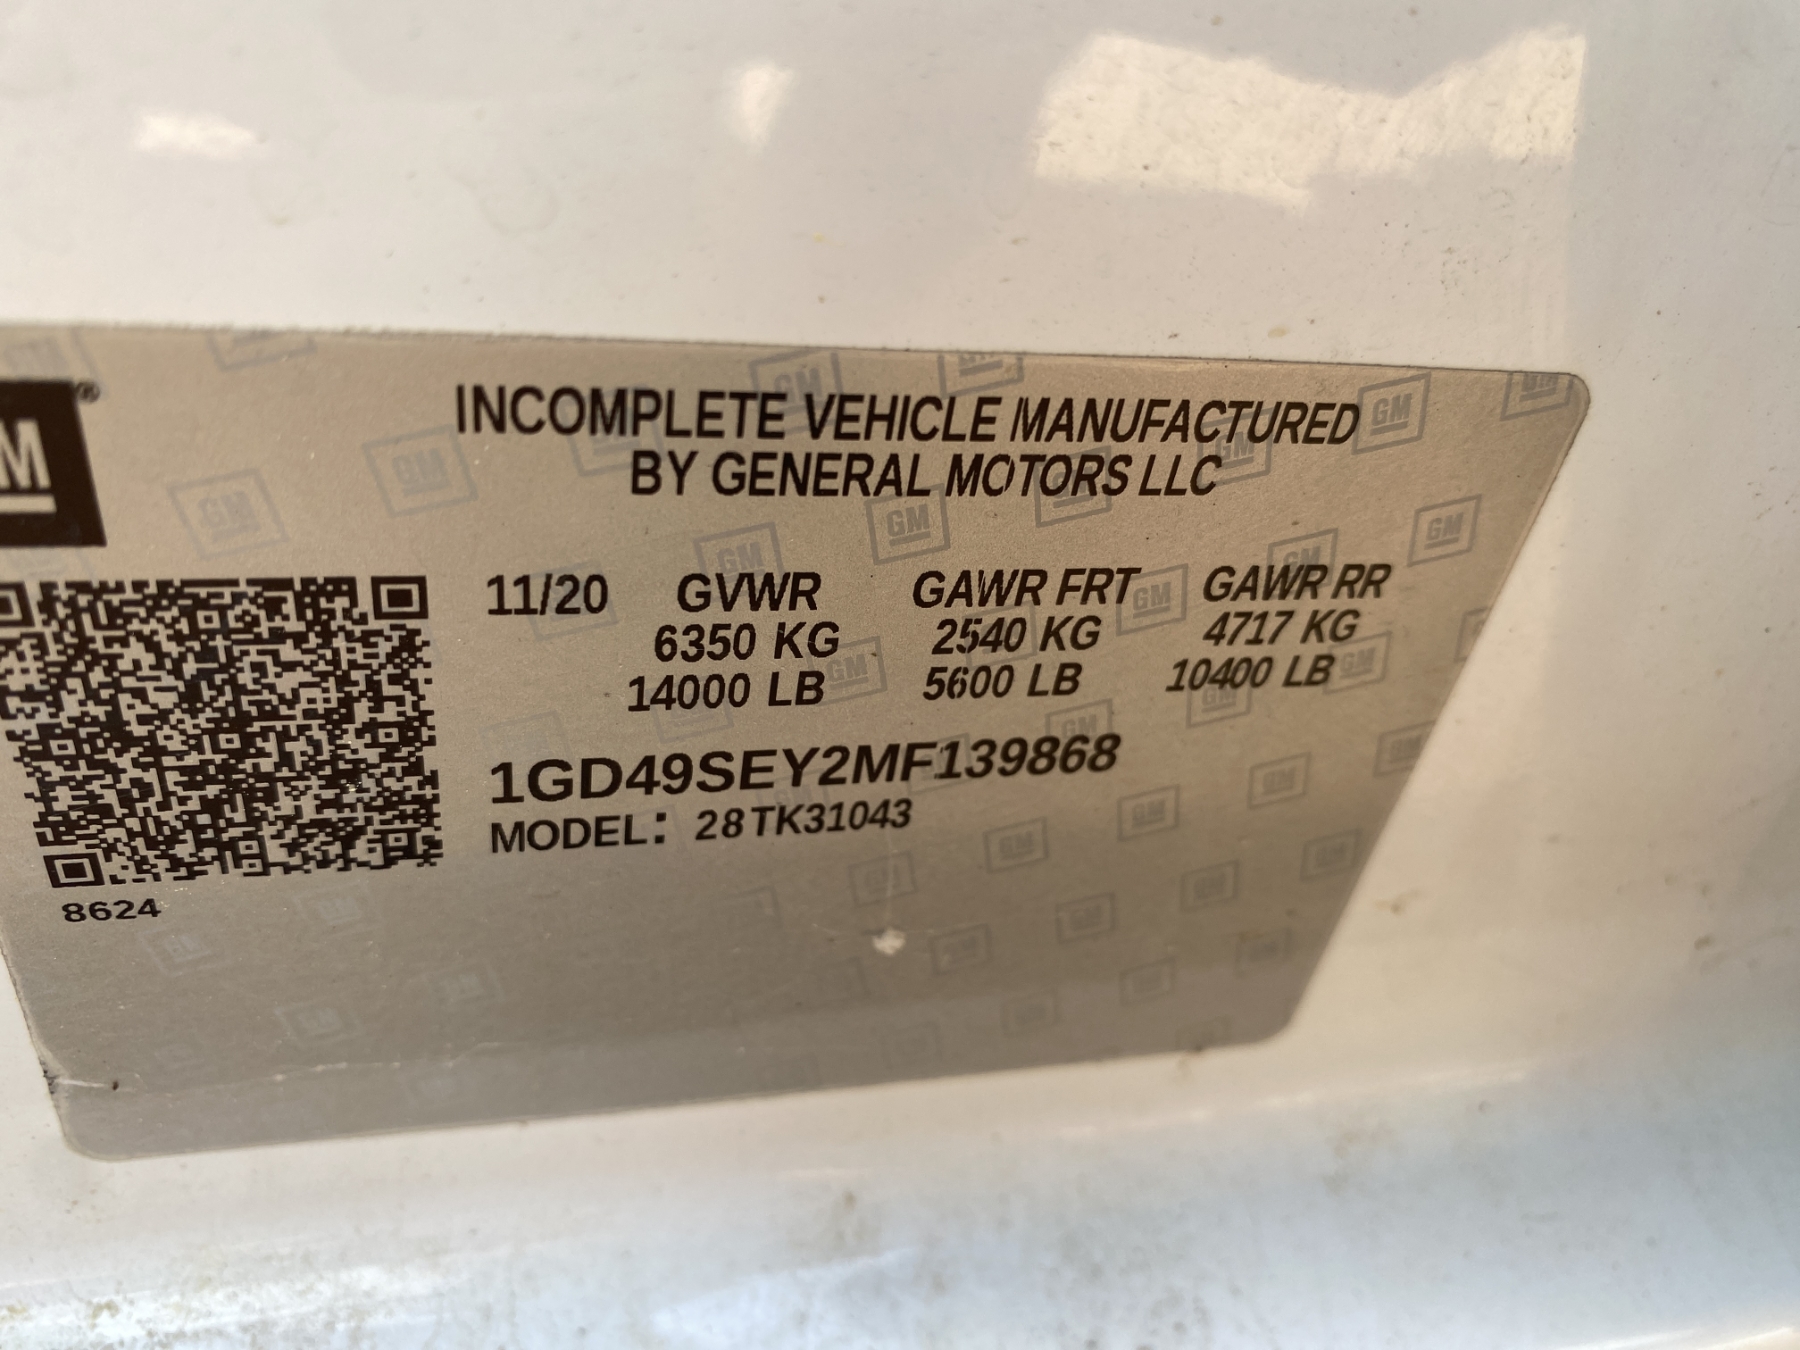 GM®
INCOMPLETE VEHICLE MANUFACTURED
BY GENERAL MOTORS LLC
11/20 GVWR GAWR FRT GAWR RR
6350 KG 2540 KG 4717 KG
14000 LB 5600 LB 10400 LB
1GD49SEY2MF139868
MODEL: 28TK31043
8624